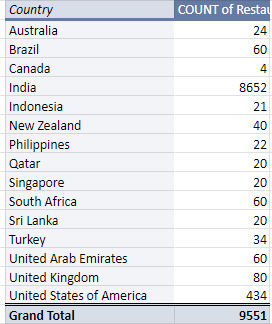 Country COUNT of Restau
Australia 24
Brazil 60
Canada 4
India 8652
Indonesia 21
New Zealand 40
Philippines 22
Qatar 20
Singapore 20
South Africa 60
Sri Lanka 20
Turkey 34
United Arab Emirates 60
United Kingdom 80
United States of America 434
Grand Total 9551